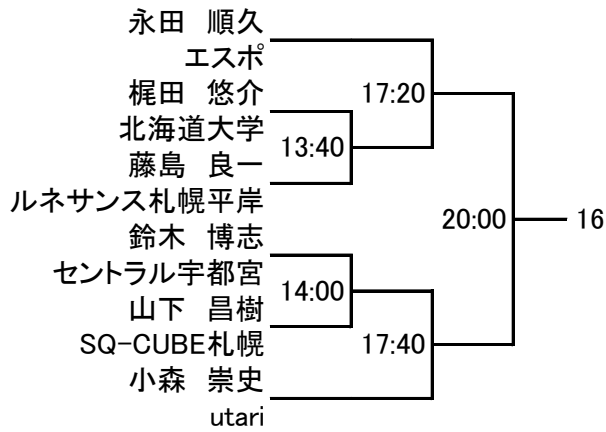 永田　順久
エスポ
梶田　悠介
17:20
北海道大学
13:40
藤島　良一
ルネサンス札幌平岸
20:00
16
鈴木　博志
セントラル宇都宮
14:00
山下　昌樹
SQ-CUBE札幌
17:40
小森　崇史
utari